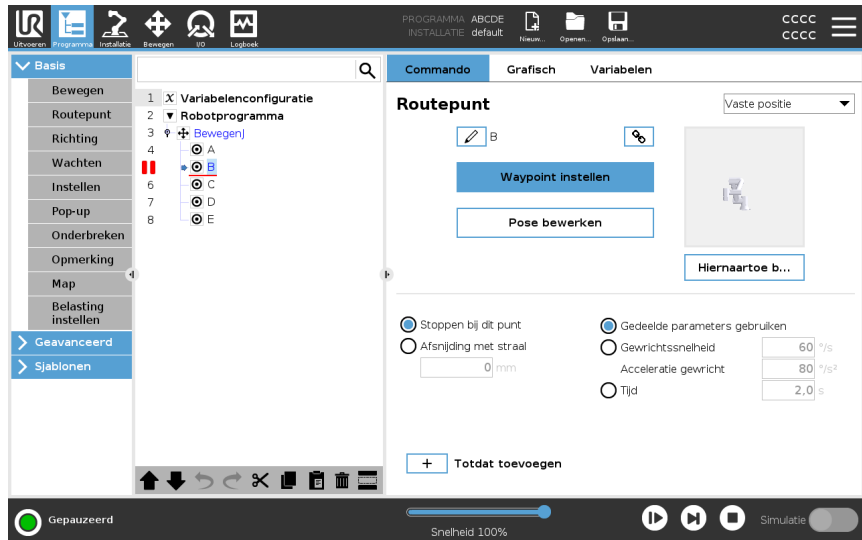 UR
PROGRAMMA ABCDE
INSTALLATIE default
CCCC
CCCC
Uitvoeren Programma Installatie Bewegen I/O Logboek
Nieuw... Openen... Opslaan...
Basis
Bewegen
Routepunt
Richting
Wachten
Instellen
Pop-up
Onderbreken
Opmerking
Map
Belasting
instellen
Geavanceerd
Sjablonen
1 X Variabelenconfiguratie
2 Robotprogramma
3 BewegenJ
4 A
B
6 C
7 D
8 E
Commando Grafisch Variabelen
Routepunt
Vaste positie
B
Waypoint instellen
Pose bewerken
Hiernaartoe b...
Stoppen bij dit punt
Afsnijding met straal
0 mm
Gedeelde parameters gebruiken
Gewrichtssnelheid 60 °/s
Acceleratie gewricht 80 °/s²
Tijd 2,0 s
+ Totdat toevoegen
Gepauzeerd
Snelheid 100%
Simulatie